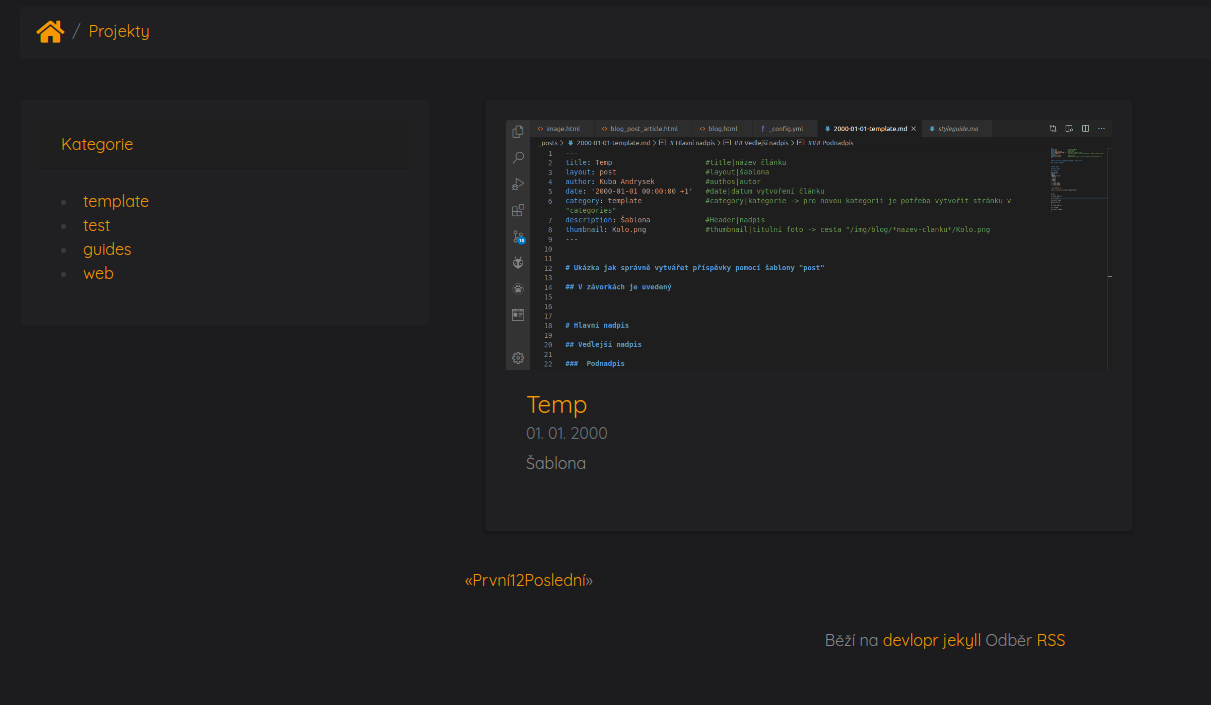 / Projekty
Kategorie
template
test
guides
web
image.html blog_post_article.html blog.html _config.yml 2000-01-01-template.md styleguide.md
_posts > 2000-01-01-template.md > # Hlavní nadpis > ## Vedlejší nadpis > ### Podnadpis
1 ---
2 title: Temp #title|název článku
3 layout: post #layout|šablona
4 author: Kuba Andrysek #authos|autor
5 date: '2000-01-01 00:00:00 +1' #date|datum vytvoření článku
6 category: template #category|kategorie -> pro novou kategorii je potřeba vytvořit stránku v
"categories"
7 description: Šablona #Header|nadpis
8 thumbnail: Kolo.png #thumbnail|titulní foto -> cesta "/img/blog/*nazev-clanku*/Kolo.png
9 ---
10
11
12 # Ukázka jak správně vytvářet příspěvky pomocí šablony "post"
13
14 ## V závorkách je uvedený
15
16
17
18 # Hlavní nadpis
19
20 ## Vedlejší nadpis
21
22 ### Podnadpis
Temp
01. 01. 2000
Šablona
«První12Poslední»
Běží na devlopr jekyll Odběr RSS